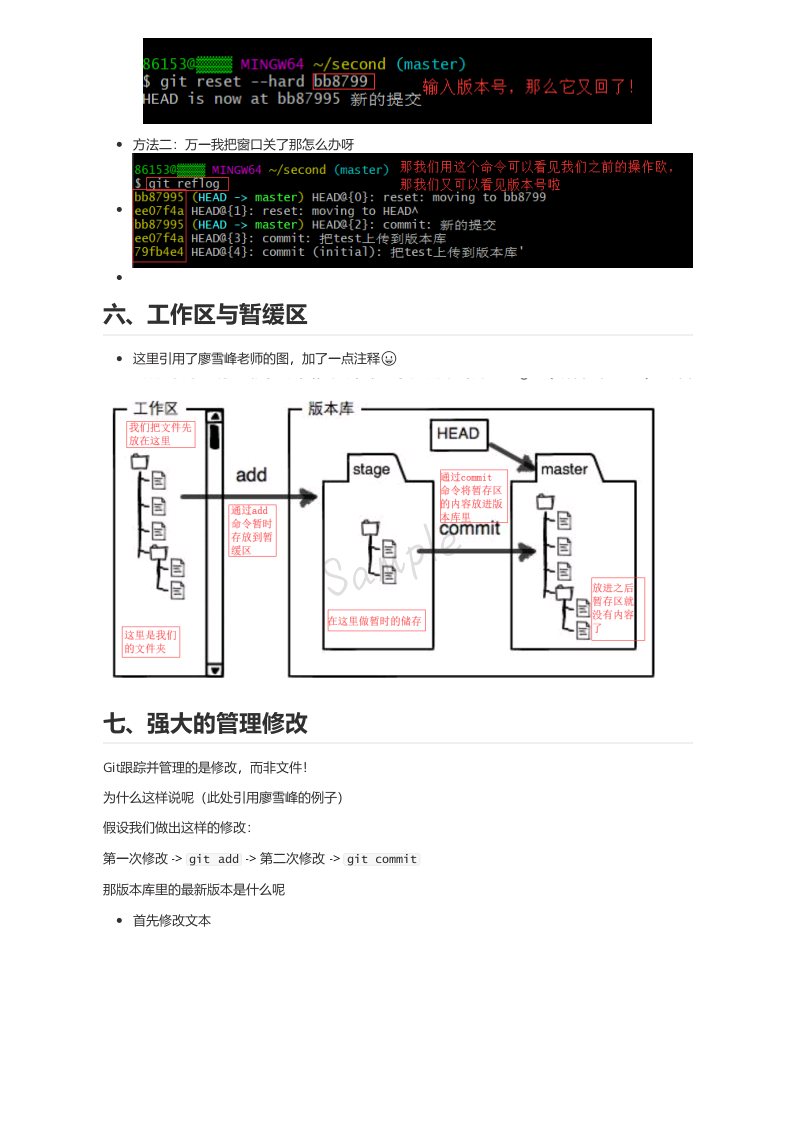 86153@▒▒▒▒ MINGW64 ~/second (master)
$ git reset --hard bb8799
HEAD is now at bb87995 新的提交
输入版本号，那么它又回了！
方法二：万一我把窗口关了那怎么办呀
86153@▒▒▒▒ MINGW64 ~/second (master)
$ git reflog
那我们用这个命令可以看见我们之前的操作欧，
那我们又可以看见版本号啦
bb87995 (HEAD -> master) HEAD@{0}: reset: moving to bb8799
ee07f4a HEAD@{1}: reset: moving to HEAD^
bb87995 (HEAD -> master) HEAD@{2}: commit: 新的提交
ee07f4a HEAD@{3}: commit: 把test上传到版本库
79fb4e4 HEAD@{4}: commit (initial): 把test上传到版本库'
六、工作区与暂缓区
这里引用了廖雪峰老师的图，加了一点注释😃
工作区
我们把文件先
放在这里
这里是我们
的文件夹
add
通过add
命令暂时
存放到暂
缓区
版本库
stage
在这里做暂时的储存
HEAD
通过commit
命令将暂存区
的内容放进版
本库里
commit
master
放进之后
暂存区就
没有内容
了
Sample
七、强大的管理修改
Git跟踪并管理的是修改，而非文件！
为什么这样说呢（此处引用廖雪峰的例子）
假设我们做出这样的修改：
第一次修改 -> git add -> 第二次修改 -> git commit
那版本库里的最新版本是什么呢
首先修改文本